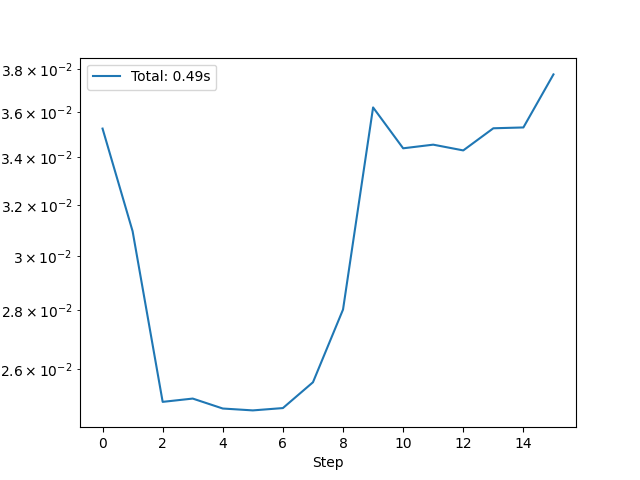 Total: 0.49s
3.8 × 10⁻²
3.6 × 10⁻²
3.4 × 10⁻²
3.2 × 10⁻²
3 × 10⁻²
2.8 × 10⁻²
2.6 × 10⁻²
0 2 4 6 8 10 12 14
Step